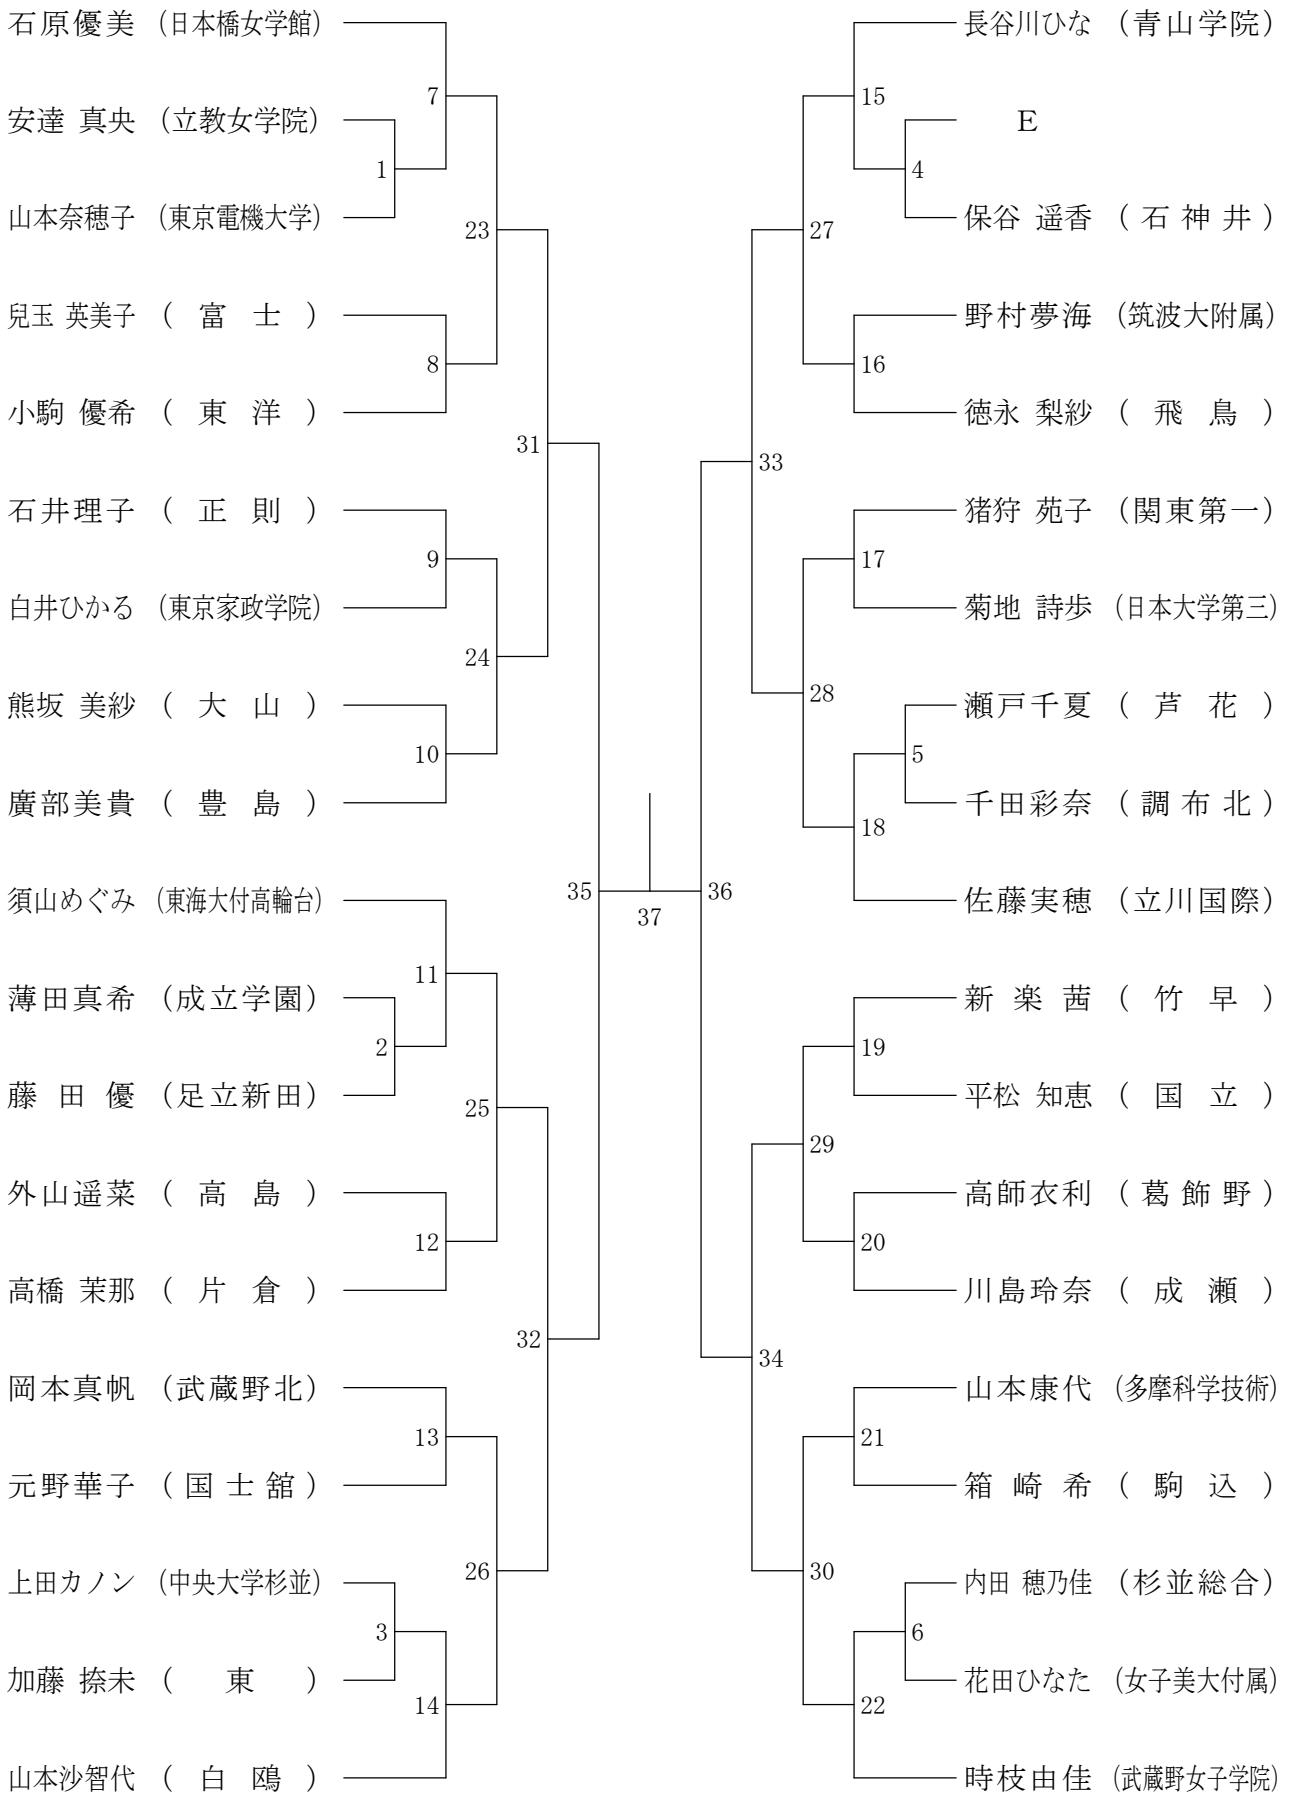 石原優美 (日本橋女学館)
安達 真央 (立教女学院)
山本奈穂子 (東京電機大学)
兒玉 英美子 ( 富 士 )
小駒 優希 ( 東 洋 )
石井理子 ( 正 則 )
白井ひかる (東京家政学院)
熊坂 美紗 ( 大 山 )
廣部美貴 ( 豊 島 )
須山めぐみ (東海大付高輪台)
薄田真希 (成立学園)
藤 田 優 (足立新田)
外山遥菜 ( 高 島 )
高橋 茉那 ( 片 倉 )
岡本真帆 (武蔵野北)
元野華子 ( 国 士 舘 )
上田カノン (中央大学杉並)
加藤 捺未 ( 東 )
山本沙智代 ( 白 鴎 )
1
2
3
7
8
9
10
11
12
13
14
23
24
25
26
31
32
35
37
36
33
34
27
28
29
30
15
16
17
18
19
20
21
22
4
5
6
長谷川ひな (青山学院)
E
保谷 遥香 ( 石 神 井 )
野村夢海 (筑波大附属)
徳永 梨紗 ( 飛 鳥 )
猪狩 苑子 (関東第一)
菊地 詩歩 (日本大学第三)
瀬戸千夏 ( 芦 花 )
千田彩奈 ( 調 布 北 )
佐藤実穂 (立川国際)
新 楽 茜 ( 竹 早 )
平松 知恵 ( 国 立 )
高師衣利 ( 葛 飾 野 )
川島玲奈 ( 成 瀬 )
山本康代 (多摩科学技術)
箱 崎 希 ( 駒 込 )
内田 穂乃佳 (杉並総合)
花田ひなた (女子美大付属)
時枝由佳 (武蔵野女子学院)